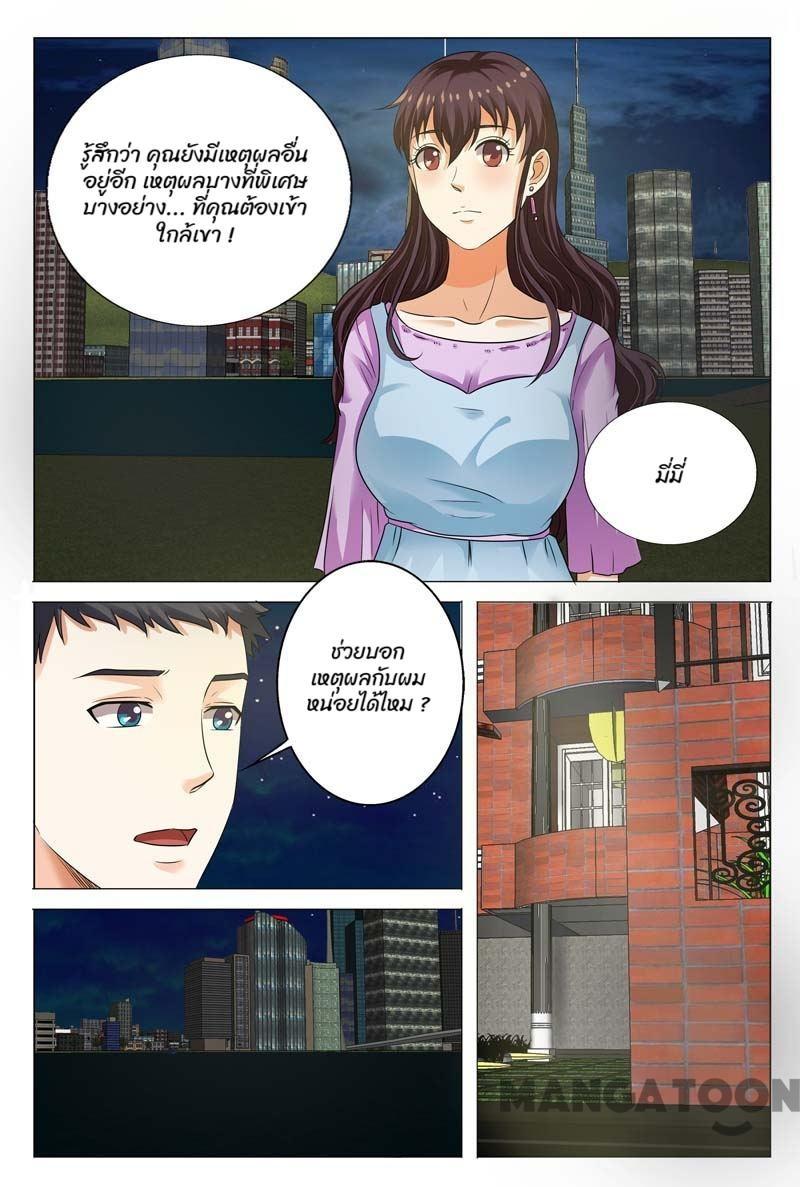 รู้สึกว่า คุณยังมีเหตุผลอื่น
อยู่อีก เหตุผลบางที่พิเศษ
บางอย่าง... ที่คุณต้องเข้า
ใกล้เขา !
มี่มี่
ช่วยบอก
เหตุผลกับผม
หน่อยได้ไหม ?
MANGATOON